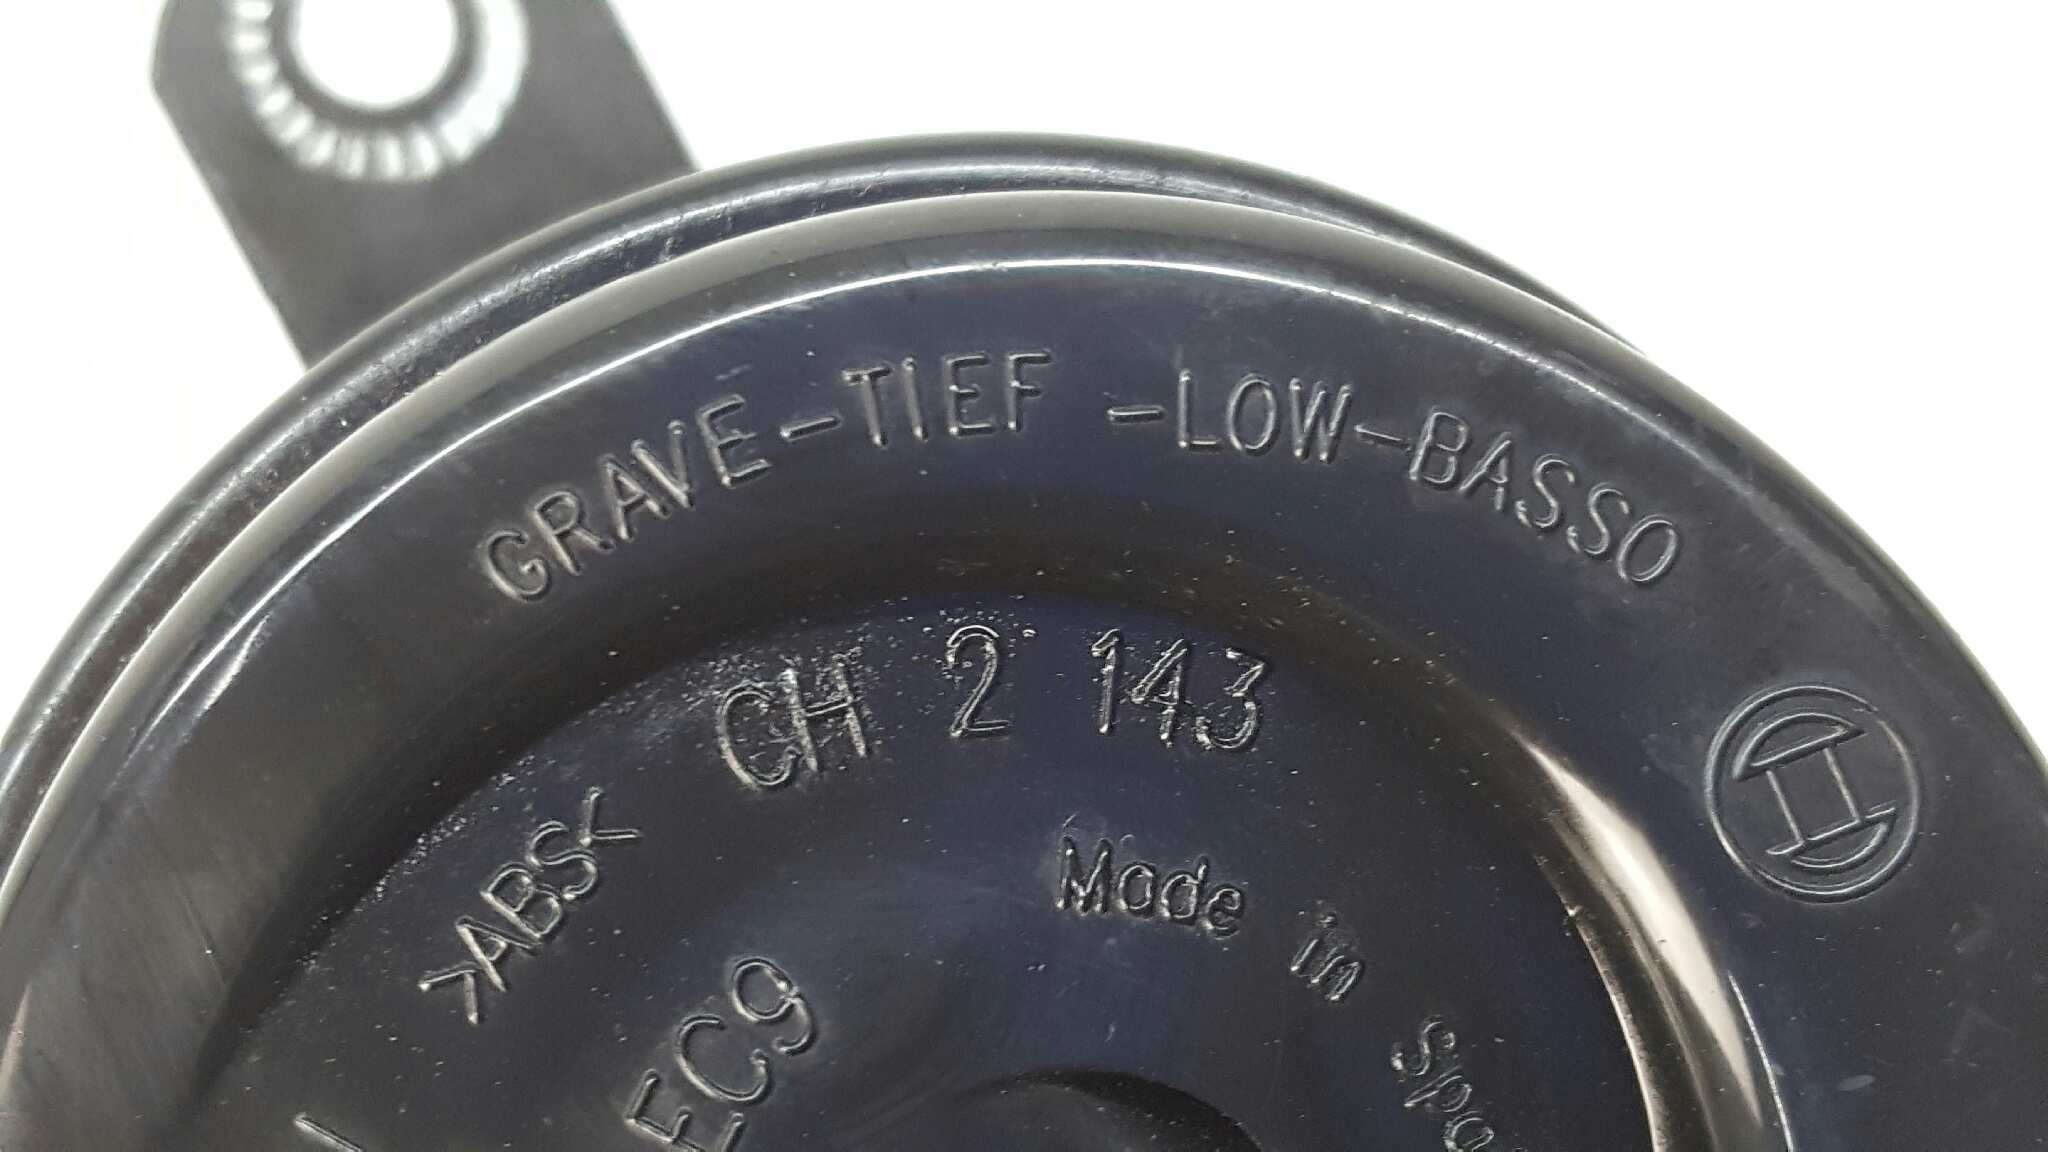 GRAVE-TIEF -LOW-BASSO
CH 2 143
>ABS<
Made in
EC9